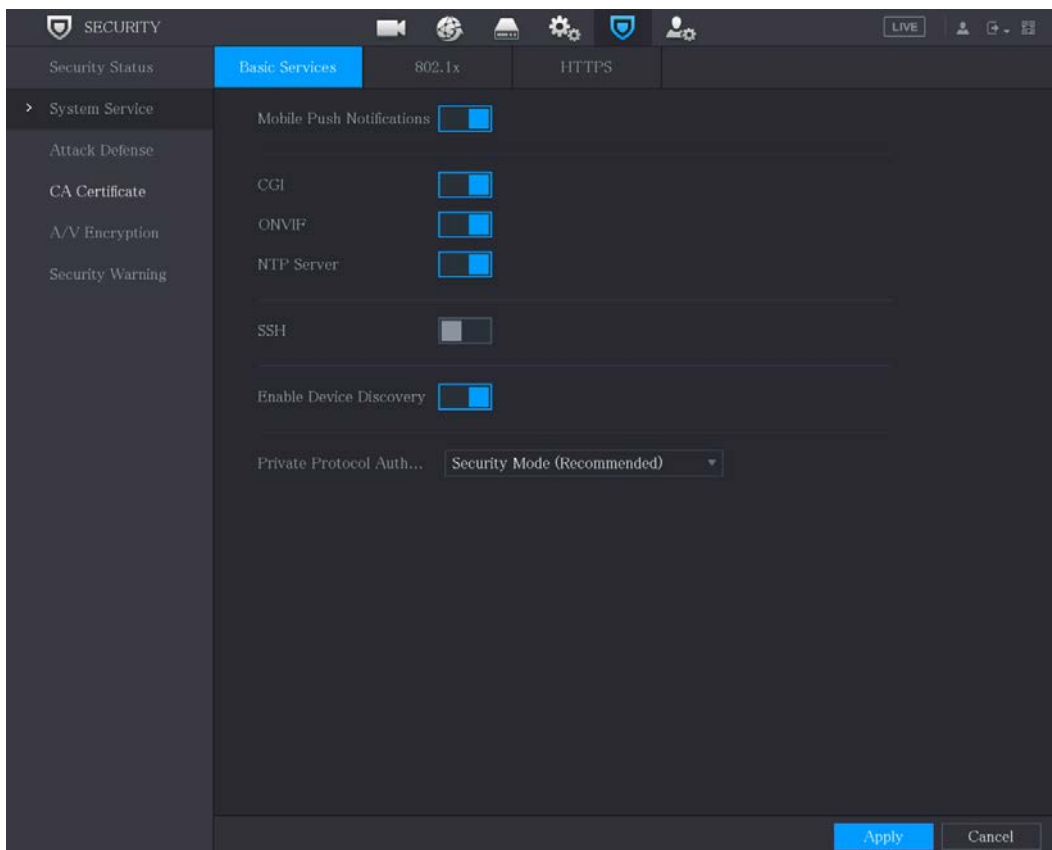 SECURITY
LIVE
Security Status
Basic Services 802.1x HTTPS
System Service
Mobile Push Notifications
Attack Defense
CA Certificate
CGI
A/V Encryption
ONVIF
Security Warning
NTP Server
SSH
Enable Device Discovery
Private Protocol Auth... Security Mode (Recommended)
Apply Cancel